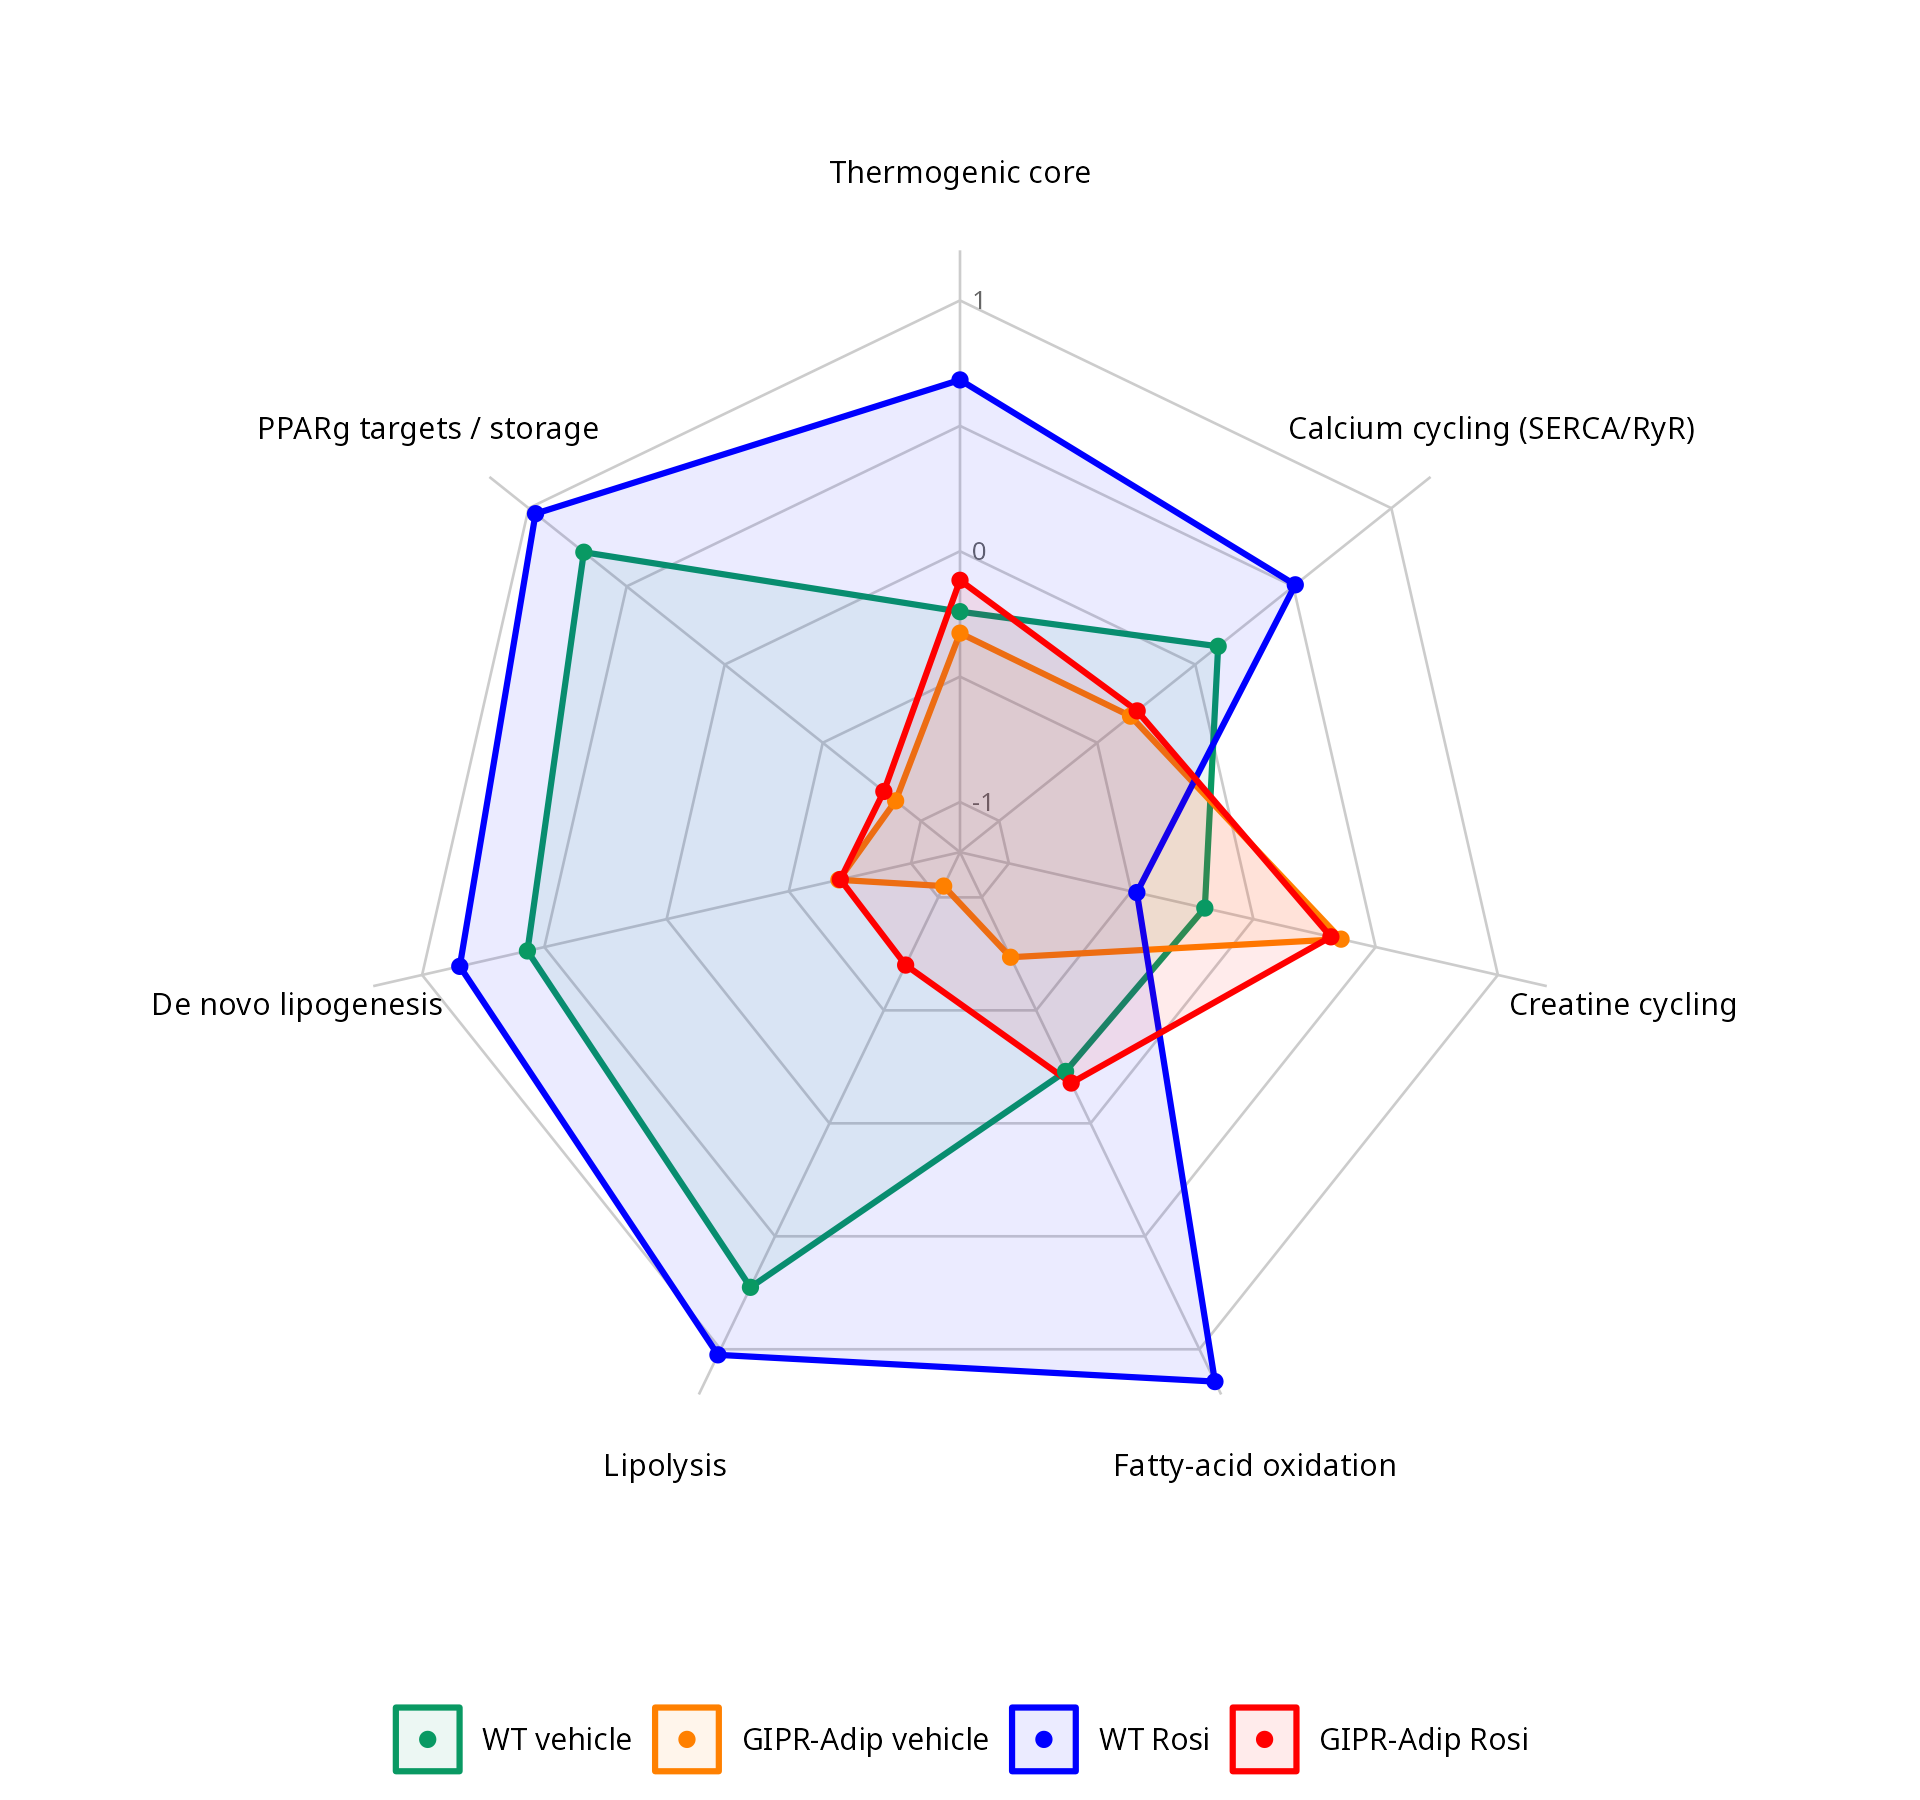 Thermogenic core
1
PPARg targets / storage
Calcium cycling (SERCA/RyR)
0
-1
De novo lipogenesis
Creatine cycling
Lipolysis
Fatty-acid oxidation
WT vehicle
GIPR-Adip vehicle
WT Rosi
GIPR-Adip Rosi